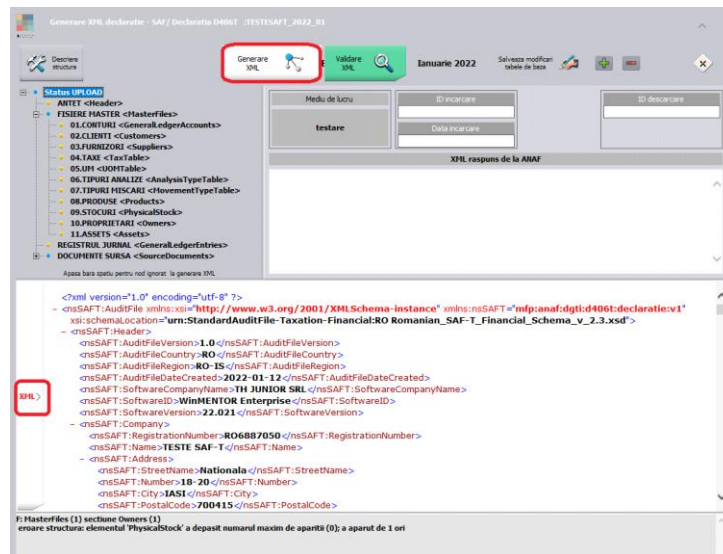 Generare XML declaratie - SAF/ Declaratia D406T :TESTESAFT_2022_01
Descriere
structura
Generare
XML
Validare
XML
Ianuarie 2022
Salveaza modificari
tabele de baza
Status UPLOAD
ANTET <Header>
FISIERE MASTER <MasterFiles>
01.CONTURI <GeneralLedgerAccounts>
02.CLIENTI <Customers>
03.FURNIZORI <Suppliers>
04.TAXE <TaxTable>
05.UM <UOMTable>
06.TIPURI ANALIZE <AnalysisTypeTable>
07.TIPURI MISCARI <MovementTypeTable>
08.PRODUSE <Products>
09.STOCURI <PhysicalStock>
10.PROPRIETARI <Owners>
11.ASSETS <Assets>
REGISTRUL JURNAL <GeneralLedgerEntries>
DOCUMENTE SURSA <SourceDocuments>
Apasa bara spatiu pentru nod ignorat la generare XML
Mediu de lucru
testare
ID incarcare
Data incarcare
ID descarcare
XML raspuns de la ANAF
XML>
<?xml version="1.0" encoding="utf-8" ?>
- <nsSAFT:AuditFile xmlns:xsi="http://www.w3.org/2001/XMLSchema-instance" xmlns:nsSAFT="mfp:anaf:dgti:d406t:declaratie:v1"
xsi:schemaLocation="urn:StandardAuditFile-Taxation-Financial:RO Romanian_SAF-T_Financial_Schema_v_2.3.xsd">
- <nsSAFT:Header>
<nsSAFT:AuditFileVersion>1.0</nsSAFT:AuditFileVersion>
<nsSAFT:AuditFileCountry>RO</nsSAFT:AuditFileCountry>
<nsSAFT:AuditFileRegion>RO-IS</nsSAFT:AuditFileRegion>
<nsSAFT:AuditFileDateCreated>2022-01-12</nsSAFT:AuditFileDateCreated>
<nsSAFT:SoftwareCompanyName>TH JUNIOR SRL</nsSAFT:SoftwareCompanyName>
<nsSAFT:SoftwareID>WinMENTOR Enterprise</nsSAFT:SoftwareID>
<nsSAFT:SoftwareVersion>22.021</nsSAFT:SoftwareVersion>
- <nsSAFT:Company>
<nsSAFT:RegistrationNumber>RO6887050</nsSAFT:RegistrationNumber>
<nsSAFT:Name>TESTE SAF-T</nsSAFT:Name>
- <nsSAFT:Address>
<nsSAFT:StreetName>Nationala</nsSAFT:StreetName>
<nsSAFT:Number>18-20</nsSAFT:Number>
<nsSAFT:City>IASI</nsSAFT:City>
<nsSAFT:PostalCode>700415</nsSAFT:PostalCode>
F: MasterFiles (1) sectiune Owners (1)
eroare structura: elementul 'PhysicalStock' a depasit numarul maxim de aparitii (0); a aparut de 1 ori